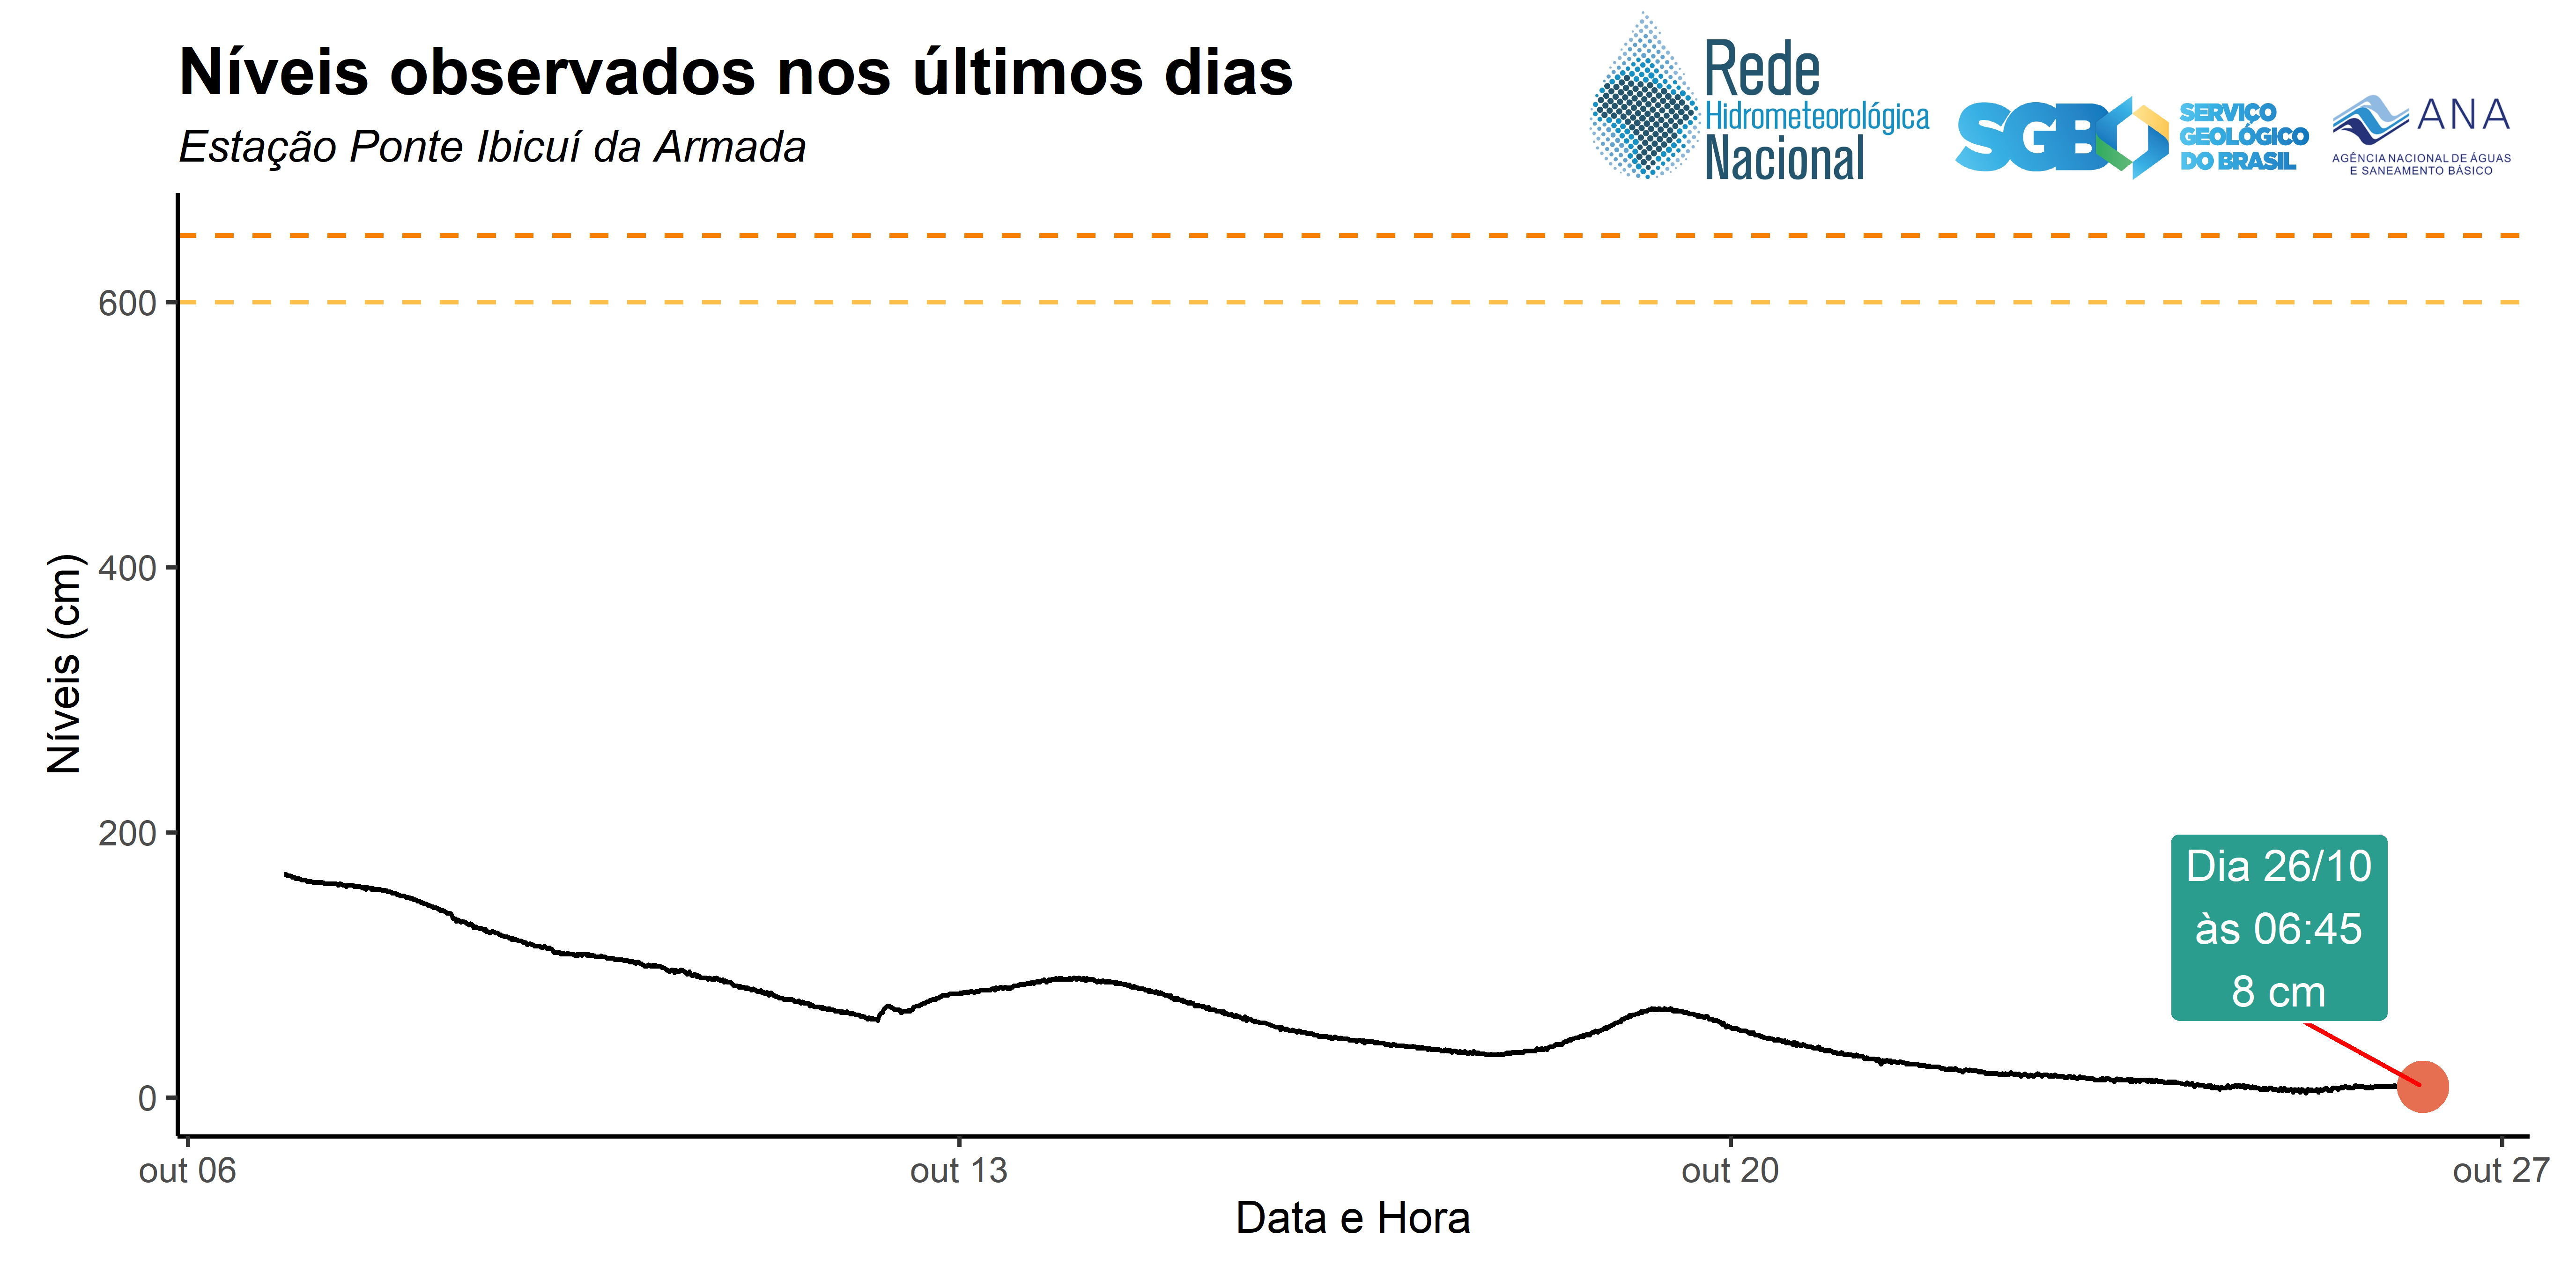 Níveis observados nos últimos dias
Estação Ponte Ibicuí da Armada
Rede
Hidrometeorológica
Nacional
SGB
SERVIÇO
GEOLÓGICO
DO BRASIL
ANA
AGÊNCIA NACIONAL DE ÁGUAS
E SANEAMENTO BÁSICO
Níveis (cm)
600
400
200
0
Dia 26/10
às 06:45
8 cm
out 06
out 13
out 20
out 27
Data e Hora